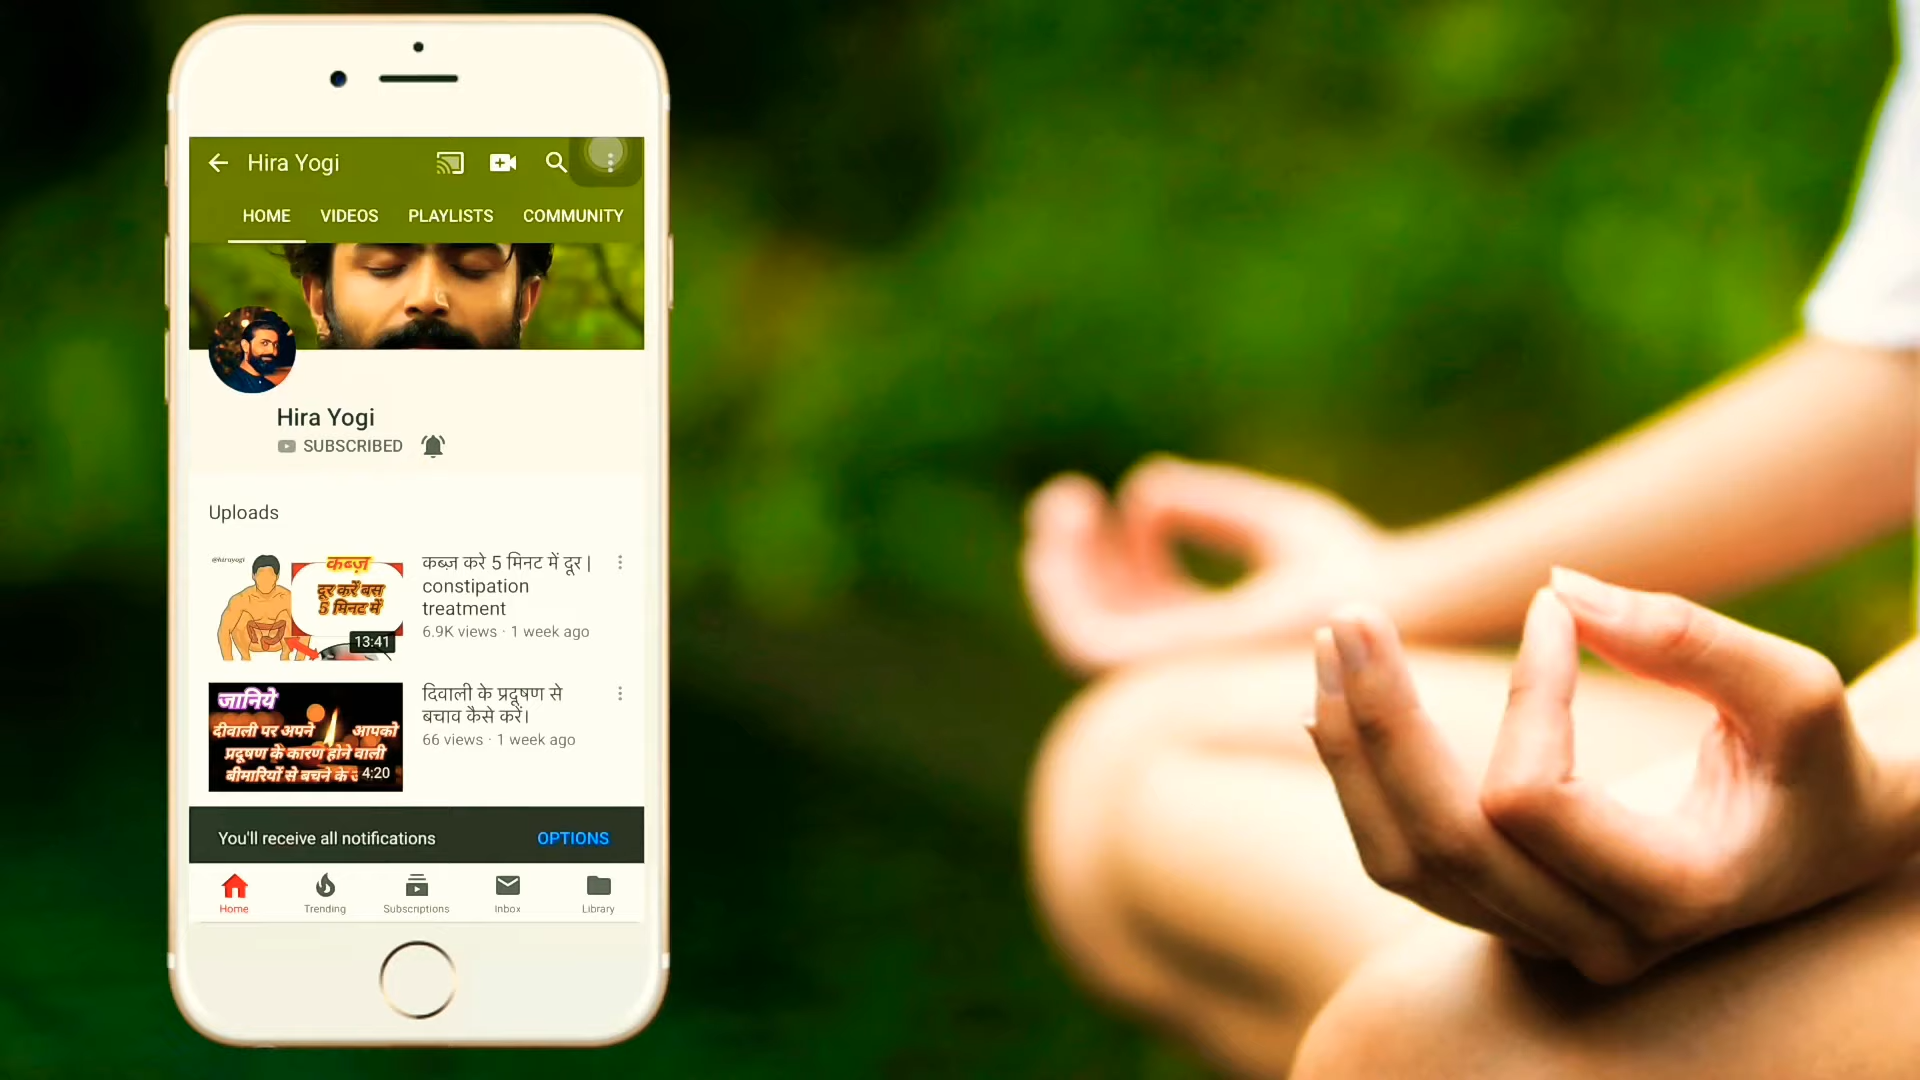 Hira Yogi
HOME VIDEOS PLAYLISTS COMMUNITY
Hira Yogi
SUBSCRIBED
Uploads
@hirayogi
कब्ज़
दूर करें बस
5 मिनट में
13:41
कब्ज़ करे 5 मिनट में दूर |
constipation
treatment
6.9K views · 1 week ago
जानिये
दीवाली पर अपने आपको
प्रदूषण के कारण होने वाली
बीमारियों से बचने के
4:20
दिवाली के प्रदूषण से
बचाव कैसे करें।
66 views · 1 week ago
You'll receive all notifications OPTIONS
Home Trending Subscriptions Inbox Library